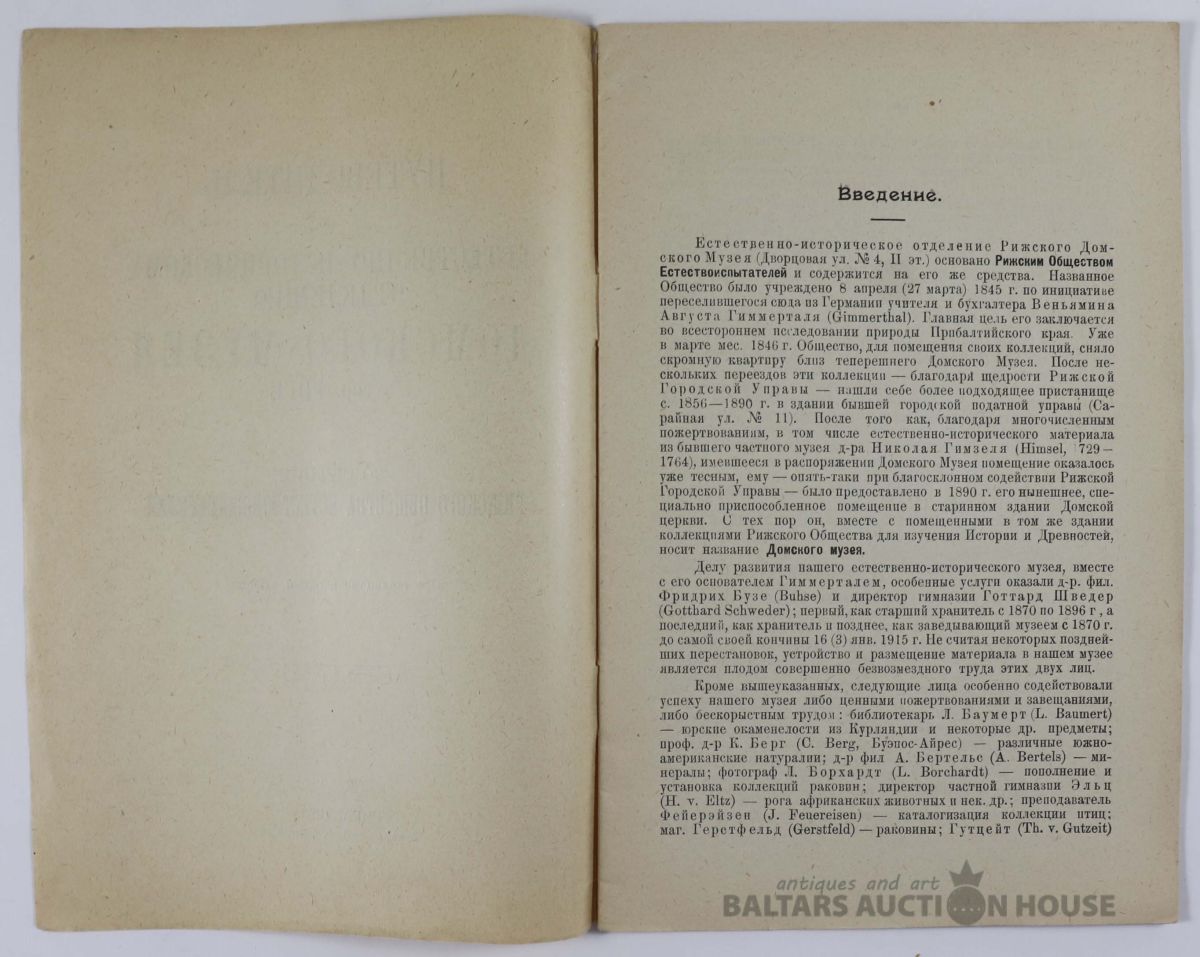 Введение.
Естественно-историческое отделение Рижского Дом-
ского Музея (Дворцовая ул. № 4, II эт.) основано Рижским Обществом
Естествоиспытателей и содержится на его же средства. Названное
Общество было учреждено 8 апреля (27 марта) 1845 г. по инициативе
переселившегося сюда из Германии учителя и бухгалтера Веньямина
Августа Гиммерталя (Gimmerthal). Главная цель его заключается
во всестороннем исследовании природы Прибалтийского края. Уже
в марте мес. 1846 г. Общество, для помещения своих коллекций, сняло
скромную квартиру близ теперешнего Домского Музея. После не-
скольких переездов эти коллекции — благодаря щедрости Рижской
Городской Управы — нашли себе более подходящее пристанище
с. 1856—1890 г. в здании бывшей городской податной управы (Са-
райная ул. № 11). После того как, благодаря многочисленным
пожертвованиям, в том числе естественно-исторического материала
из бывшего частного музея д-ра Николая Гимзеля (Himsel, 729—
1764), имевшееся в распоряжении Домского Музея помещение оказалось
уже тесным, ему — опять-таки при благосклонном содействии Рижской
Городской Управы — было предоставлено в 1890 г. его нынешнее, спе-
циально приспособленное помещение в старинном здании Домской
церкви. С тех пор он, вместе с помещенными в том же здании
коллекциями Рижского Общества для изучения Истории и Древностей,
носит название Домского музея.
Делу развития нашего естественно-исторического музея, вместе
с его основателем Гиммерталем, особенные услуги оказали д-р. фил.
Фридрих Бузе (Buhse) и директор гимназии Готтард Шведер
(Gotthard Schweder); первый, как старший хранитель с 1870 по 1896 г, а
последний, как хранитель и позднее, как заведывающий музеем с 1870 г.
до самой своей кончины 16 (3) янв. 1915 г. Не считая некоторых поздней-
ших перестановок, устройство и размещение материала в нашем музее
является плодом совершенно безвозмездного труда этих двух лиц.
Кроме вышеуказанных, следующие лица особенно содействовали
успеху нашего музея либо ценными пожертвованиями и завещаниями,
либо бескорыстным трудом: библиотекарь Л. Баумерт (L. Baumert)
— юрские окаменелости из Курляндии и некоторые др. предметы;
проф. д-р К. Берг (C. Berg, Буэнос-Айрес) — различные южно-
американские натуралии; д-р фил А. Бертельс (A. Bertels) — ми-
нералы; фотограф Л. Борхардт (L. Borchardt) — пополнение и
установка коллекций раковин; директор частной гимназии Эльц
(H. v. Eltz) — рога африканских животных и нек. др.; преподаватель
Фейерэйзен (J. Feuereisen) — каталогизация коллекции птиц;
маг. Герстфельд (Gerstfeld) — раковины; Гутцейт (Th. v. Gutzeit)
antiques and art
BALTARS AUCTION HOUSE